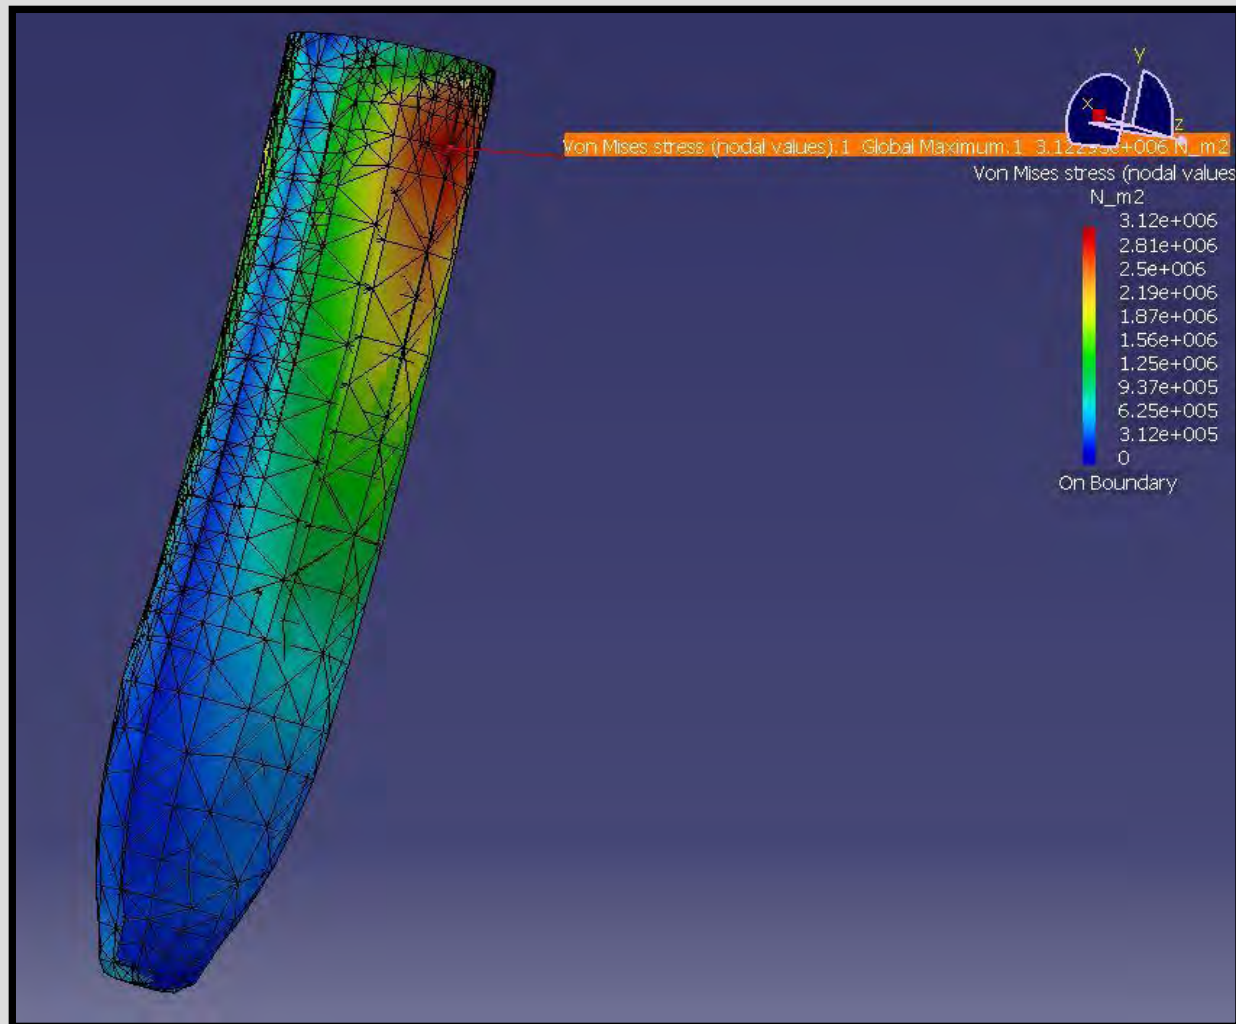 y
x
z
Von Mises stress (nodal values):1 Global Maximum:1 N_m2
Von Mises stress (nodal values
N_m2
3.12e+006
2.81e+006
2.5e+006
2.19e+006
1.87e+006
1.56e+006
1.25e+006
9.37e+005
6.25e+005
3.12e+005
0
On Boundary